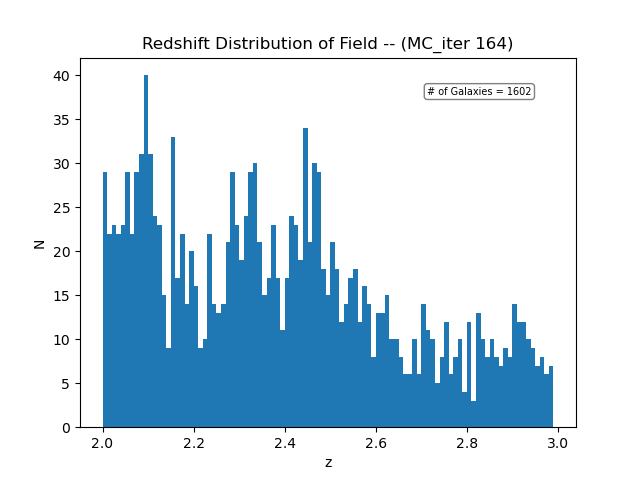 Redshift Distribution of Field -- (MC_iter 164)
# of Galaxies = 1602
N
40
35
30
25
20
15
10
5
0
2.0 2.2 2.4 2.6 2.8 3.0
z